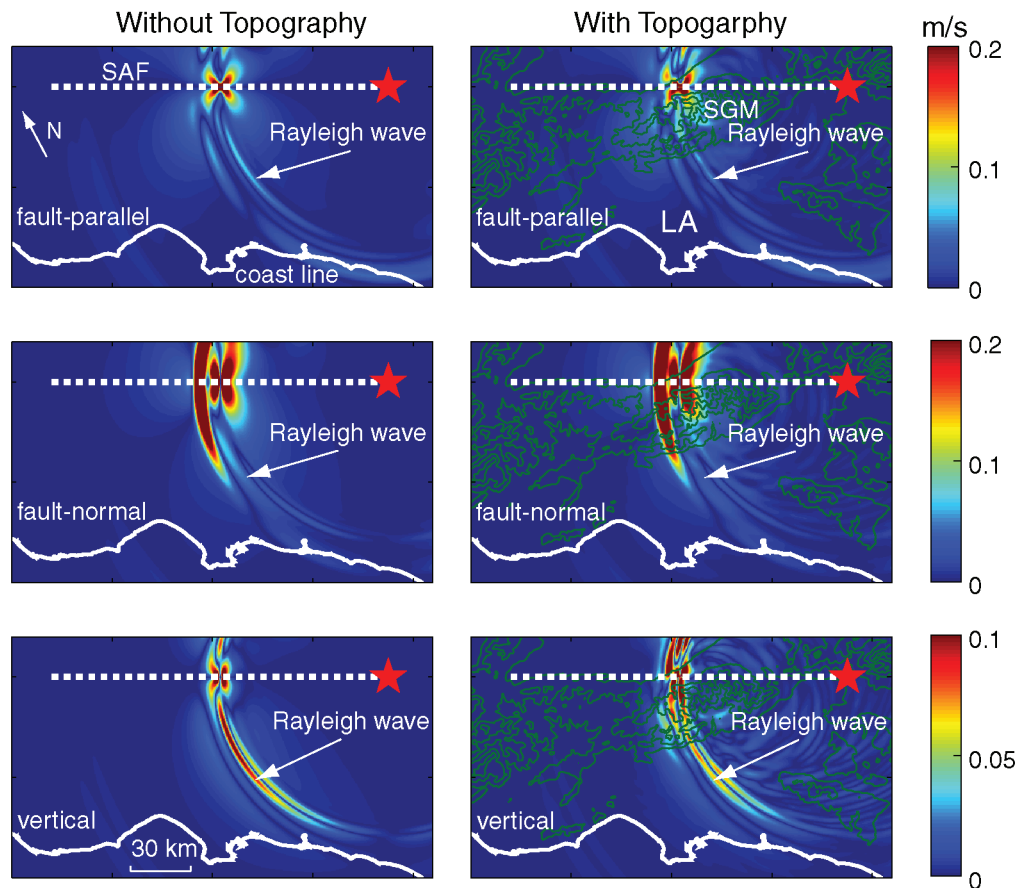 Without Topography
With Topogarphy
m/s
SAF
N
Rayleigh wave
fault-parallel
coast line
SGM
Rayleigh wave
fault-parallel
LA
0.2
0.1
0
Rayleigh wave
fault-normal
Rayleigh wave
fault-normal
0.2
0.1
0
Rayleigh wave
vertical
30 km
Rayleigh wave
vertical
0.1
0.05
0